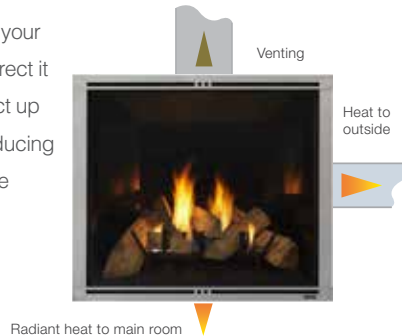 your
rect it
ct up
ducing
e
Venting
Heat to
outside
Radiant heat to main room